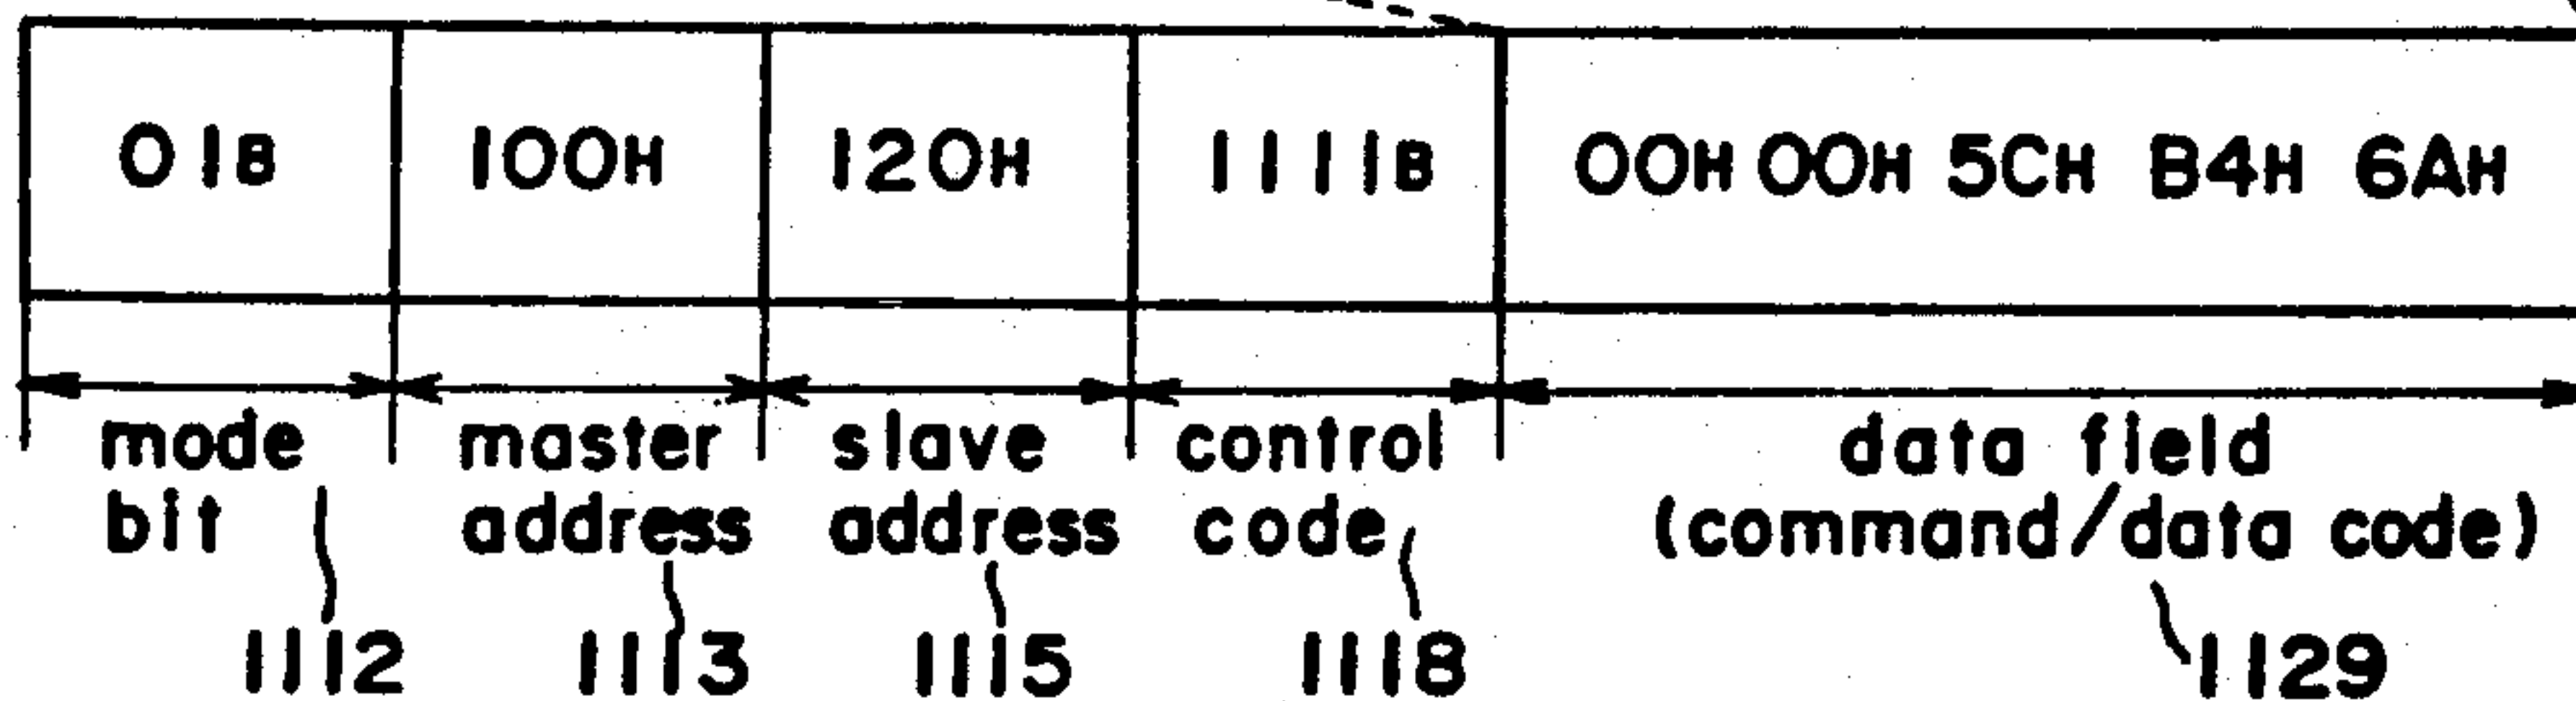 01B 100H 120H 1111B 00H 00H 5CH B4H 6AH
mode master slave control data field
bit address address code (command/data code)
1112 1113 1115 1118 1129